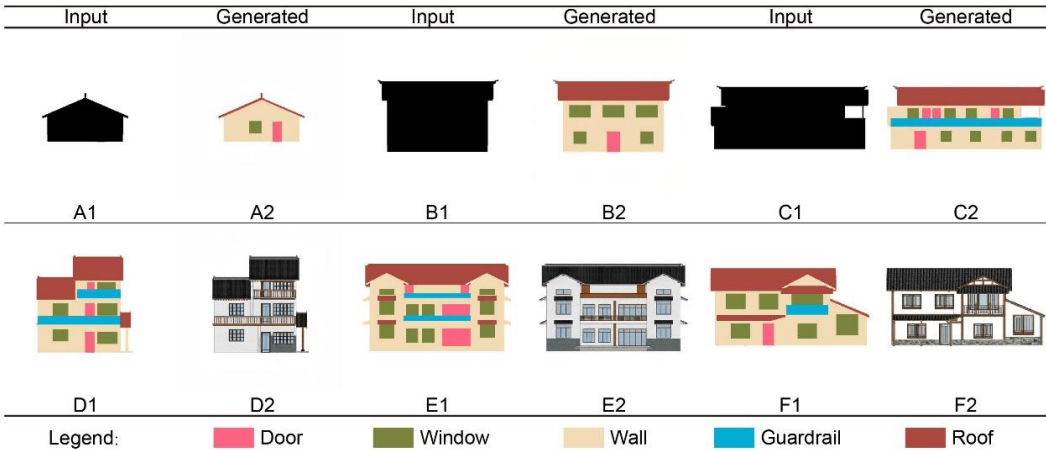 Input Generated Input Generated Input Generated
A1 A2 B1 B2 C1 C2
D1 D2 E1 E2 F1 F2
Legend: Door Window Wall Guardrail Roof